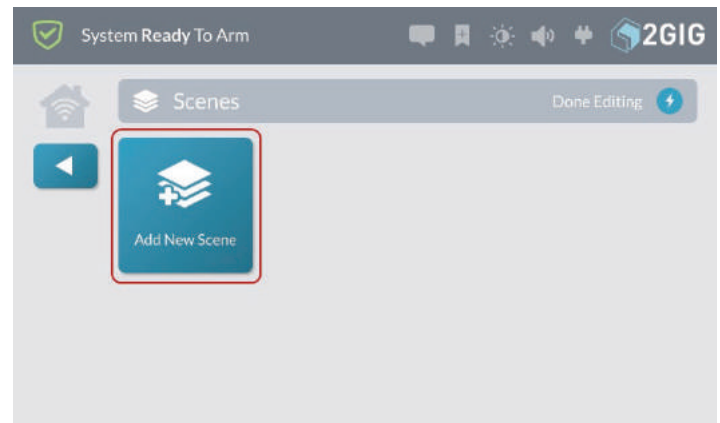 System Ready To Arm
2GIG
Scenes
Done Editing
Add New Scene